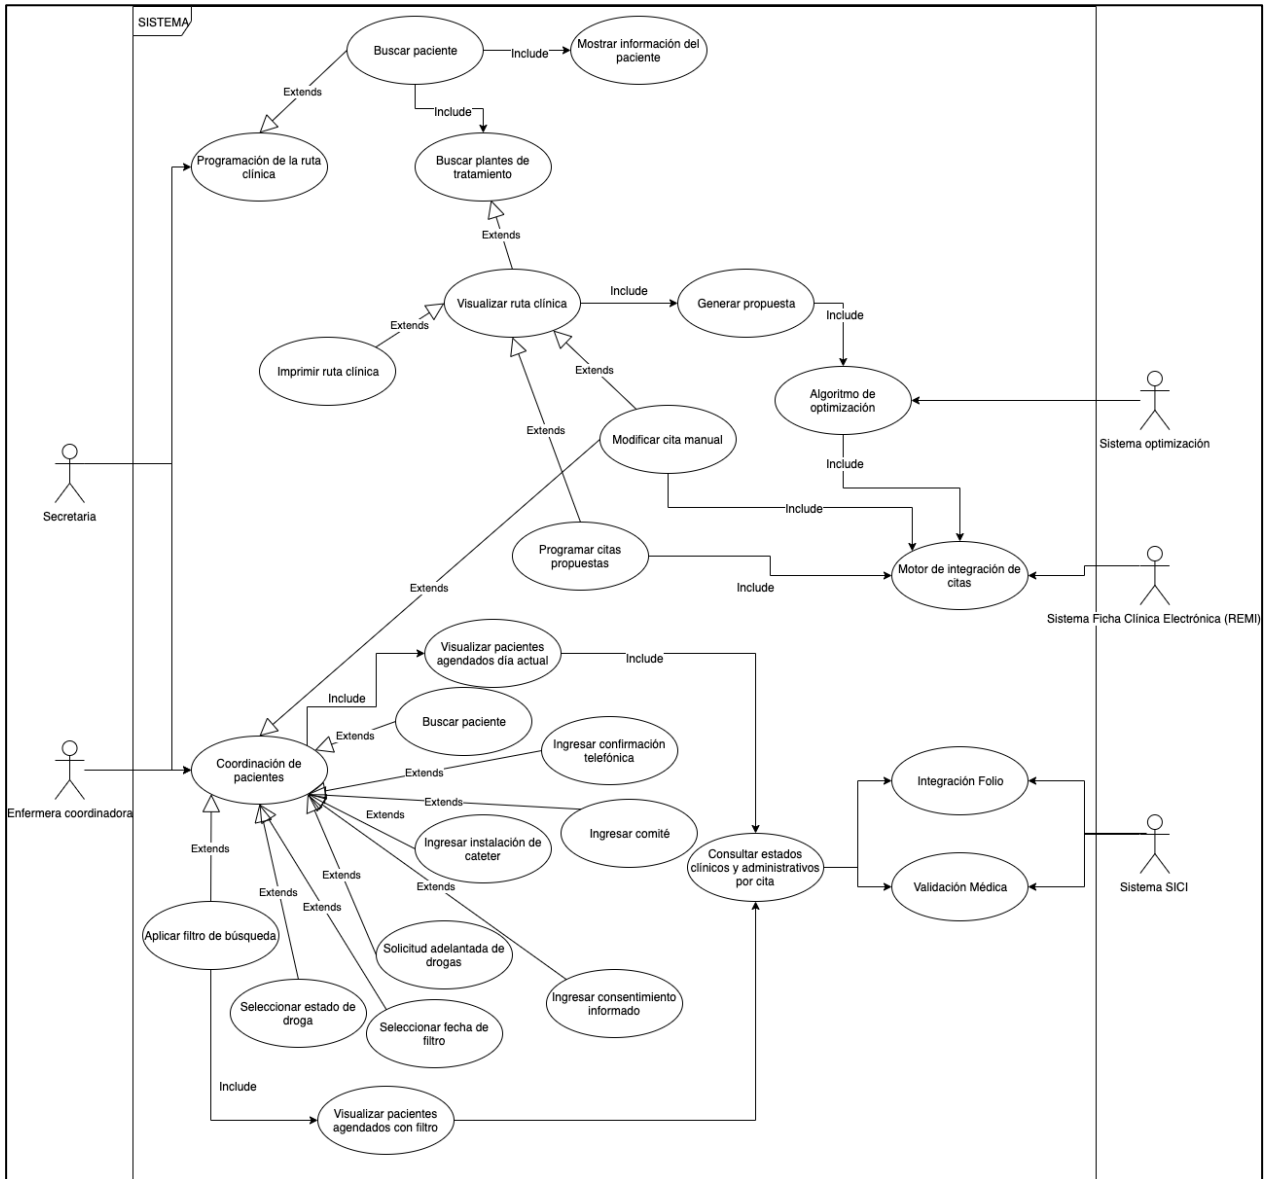 SISTEMA
Buscar paciente
Include
Mostrar información del
paciente
Extends
Include
Programación de la ruta
clínica
Buscar plantes de
tratamiento
Extends
Visualizar ruta clínica
Include
Generar propuesta
Extends
Include
Imprimir ruta clínica
Extends
Algoritmo de
optimización
Sistema optimización
Extends
Modificar cita manual
Include
Secretaria
Include
Programar citas
propuestas
Extends
Include
Motor de integración de
citas
Sistema Ficha Clínica Electrónica (REMI)
Visualizar pacientes
agendados día actual
Include
Include
Buscar paciente
Extends
Coordinación de
pacientes
Ingresar confirmación
telefónica
Extends
Enfermera coordinadora
Integración Folio
Extends
Extends
Ingresar comité
Ingresar instalación de
cateter
Extends
Consultar estados
clínicos y administrativos
por cita
Extends
Extends
Extends
Extends
Validación Médica
Sistema SICI
Aplicar filtro de búsqueda
Solicitud adelantada de
drogas
Seleccionar estado de
droga
Seleccionar fecha de
filtro
Ingresar consentimiento
informado
Include
Visualizar pacientes
agendados con filtro